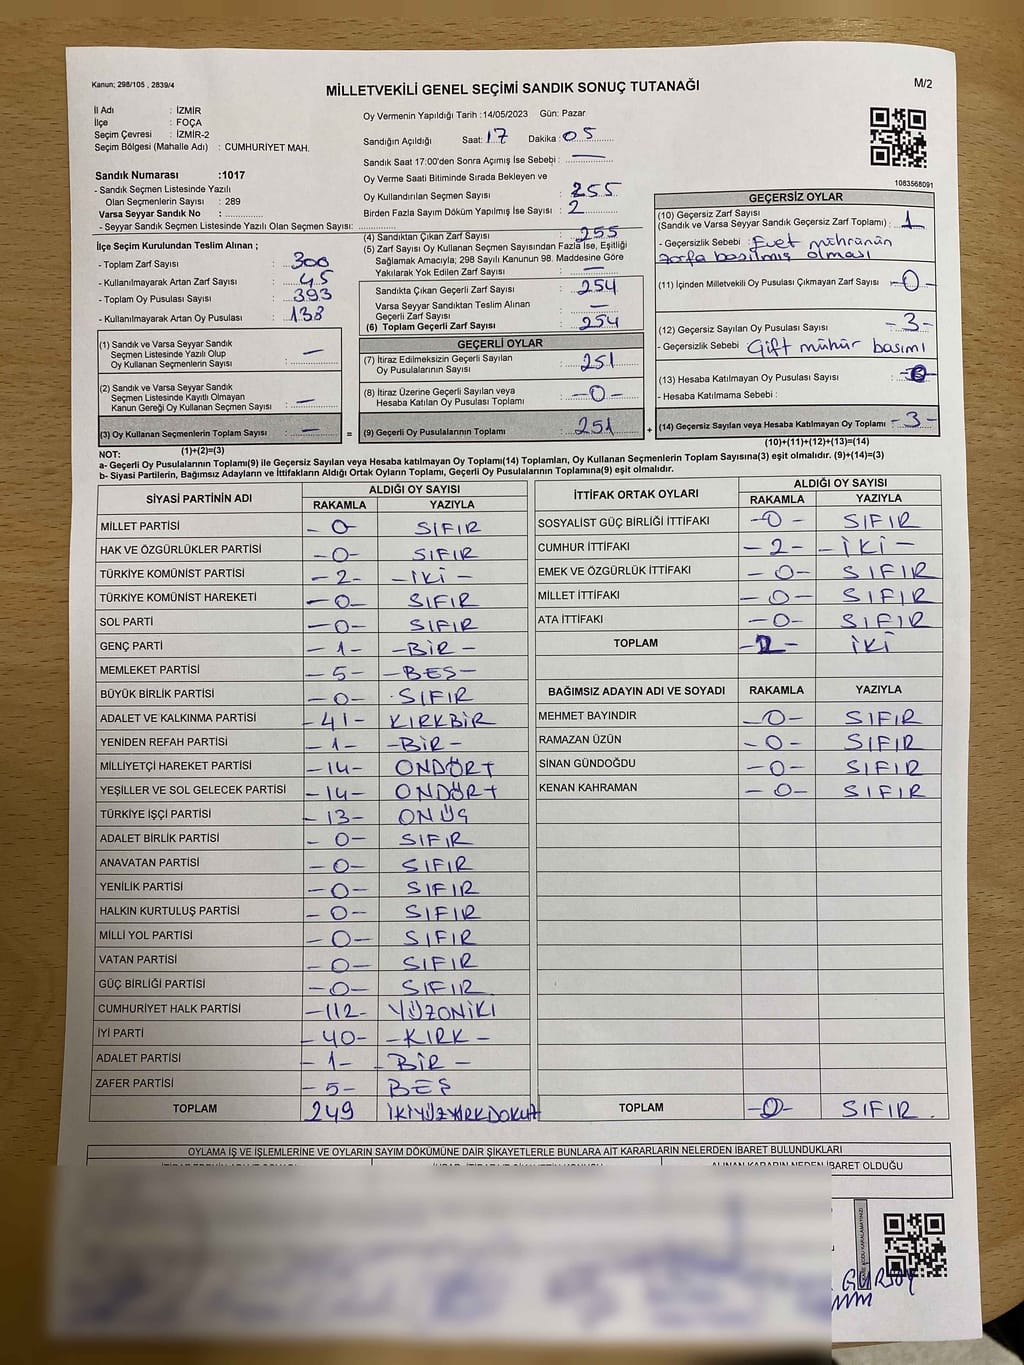 Kanun; 298/105 , 2839/4
MİLLETVEKİLİ GENEL SEÇİMİ SANDIK SONUÇ TUTANAĞI
M/2
İl Adı : İZMİR
İlçe : FOÇA
Seçim Çevresi : İZMİR-2
Seçim Bölgesi (Mahalle Adı) : CUMHURİYET MAH.
Sandık Numarası :1017
- Sandık Seçmen Listesinde Yazılı
Olan Seçmenlerin Sayısı : 289
Varsa Seyyar Sandık No :
- Seyyar Sandık Seçmen Listesinde Yazılı Olan Seçmen Sayısı:
Oy Vermenin Yapıldığı Tarih :14/05/2023 Gün: Pazar
Sandığın Açıldığı Saat: 17 Dakika : 05
Sandık Saat 17:00'den Sonra Açımış İse Sebebi : —
Oy Verme Saati Bitiminde Sırada Bekleyen ve
Oy Kullandırılan Seçmen Sayısı : 255
Birden Fazla Sayım Döküm Yapılmış İse Sayısı : 2
1083568091
İlçe Seçim Kurulundan Teslim Alınan ;
- Toplam Zarf Sayısı : 300
- Kullanılmayarak Artan Zarf Sayısı : 45
- Toplam Oy Pusulası Sayısı : 393
- Kullanılmayarak Artan Oy Pusulası : 138
(4) Sandıktan Çıkan Zarf Sayısı : 255
(5) Zarf Sayısı Oy Kullanan Seçmen Sayısından Fazla İse, Eşitliği
Sağlamak Amacıyla; 298 Sayılı Kanunun 98. Maddesine Göre
Yakılarak Yok Edilen Zarf Sayısı : —
Sandıkta Çıkan Geçerli Zarf Sayısı : 254
Varsa Seyyar Sandıktan Teslim Alınan
Geçerli Zarf Sayısı : —
(6) Toplam Geçerli Zarf Sayısı : 254
GEÇERSİZ OYLAR
(10) Geçersiz Zarf Sayısı
(Sandık ve Varsa Seyyar Sandık Geçersiz Zarf Toplamı) : 1
- Geçersizlik Sebebi : Evet mührünün
zarfa basılmış olması
(11) İçinden Milletvekili Oy Pusulası Çıkmayan Zarf Sayısı : -0-
(12) Geçersiz Sayılan Oy Pusulası Sayısı : -3-
- Geçersizlik Sebebi Çift mühür basımı
(13) Hesaba Katılmayan Oy Pusulası Sayısı : -0-
- Hesaba Katılmama Sebebi :
(14) Geçersiz Sayılan veya Hesaba Katılmayan Oy Toplamı : -3-
(10)+(11)+(12)+(13)=(14)
(1) Sandık ve Varsa Seyyar Sandık
Seçmen Listesinde Yazılı Olup
Oy Kullanan Seçmenlerin Sayısı : —
(2) Sandık ve Varsa Seyyar Sandık
Seçmen Listesinde Kayıtlı Olmayan
Kanun Gereği Oy Kullanan Seçmen Sayısı : —
(3) Oy Kullanan Seçmenlerin Toplam Sayısı : — =
(1)+(2)=(3)
GEÇERLİ OYLAR
(7) İtiraz Edilmeksizin Geçerli Sayılan
Oy Pusulalarının Sayısı : 251
(8) İtiraz Üzerine Geçerli Sayılan veya
Hesaba Katılan Oy Pusulası Toplamı : -0-
(9) Geçerli Oy Pusulalarının Toplamı : 251 +
NOT:
a- Geçerli Oy Pusulalarının Toplamı(9) ile Geçersiz Sayılan veya Hesaba katılmayan Oy Toplamı(14) Toplamları, Oy Kullanan Seçmenlerin Toplam Sayısına(3) eşit olmalıdır. (9)+(14)=(3)
b- Siyasi Partilerin, Bağımsız Adayların ve İttifakların Aldığı Ortak Oyların Toplamı, Geçerli Oy Pusulalarının Toplamına(9) eşit olmalıdır.
SİYASİ PARTİNİN ADI ALDIĞI OY SAYISI
RAKAMLA YAZIYLA
MİLLET PARTİSİ -0- SIFIR
HAK VE ÖZGÜRLÜKLER PARTİSİ -0- SIFIR
TÜRKİYE KOMÜNİST PARTİSİ -2- -İKİ-
TÜRKİYE KOMÜNİST HAREKETİ -0- SIFIR
SOL PARTİ -0- SIFIR
GENÇ PARTİ -1- -BİR-
MEMLEKET PARTİSİ -5- -BEŞ-
BÜYÜK BİRLİK PARTİSİ -0- SIFIR
ADALET VE KALKINMA PARTİSİ -41- KIRKBİR
YENİDEN REFAH PARTİSİ -1- -BİR-
MİLLİYETÇİ HAREKET PARTİSİ -14- ONDÖRT
YEŞİLLER VE SOL GELECEK PARTİSİ -14- ONDÖRT
TÜRKİYE İŞÇİ PARTİSİ -13- ONÜÇ
ADALET BİRLİK PARTİSİ -0- SIFIR
ANAVATAN PARTİSİ -0- SIFIR
YENİLİK PARTİSİ -0- SIFIR
HALKIN KURTULUŞ PARTİSİ -0- SIFIR
MİLLİ YOL PARTİSİ -0- SIFIR
VATAN PARTİSİ -0- SIFIR
GÜÇ BİRLİĞİ PARTİSİ -0- SIFIR
CUMHURİYET HALK PARTİSİ -112- YÜZONİKİ
İYİ PARTİ -40- -KIRK-
ADALET PARTİSİ -1- BİR-
ZAFER PARTİSİ -5- BEŞ
TOPLAM 249 İKİYÜZKIRKDOKUZ
İTTİFAK ORTAK OYLARI ALDIĞI OY SAYISI
RAKAMLA YAZIYLA
SOSYALİST GÜÇ BİRLİĞİ İTTİFAKI -0- SIFIR
CUMHUR İTTİFAKI -2- -İKİ-
EMEK VE ÖZGÜRLÜK İTTİFAKI -0- SIFIR
MİLLET İTTİFAKI -0- SIFIR
ATA İTTİFAKI -0- SIFIR
TOPLAM -2- İKİ
BAĞIMSIZ ADAYIN ADI VE SOYADI RAKAMLA YAZIYLA
MEHMET BAYINDIR -0- SIFIR
RAMAZAN ÜZÜN -0- SIFIR
SİNAN GÜNDOĞDU -0- SIFIR
KENAN KAHRAMAN -0- SIFIR
TOPLAM -0- SIFIR
OYLAMA İŞ VE İŞLEMLERİNE VE OYLARIN SAYIM DÖKÜMÜNE DAİR ŞİKAYETLERLE BUNLARA AİT KARARLARIN NELERDEN İBARET BULUNDUKLARI
ALINAN KARARIN NEDEN İBARET OLDUĞU
GÜRSOY